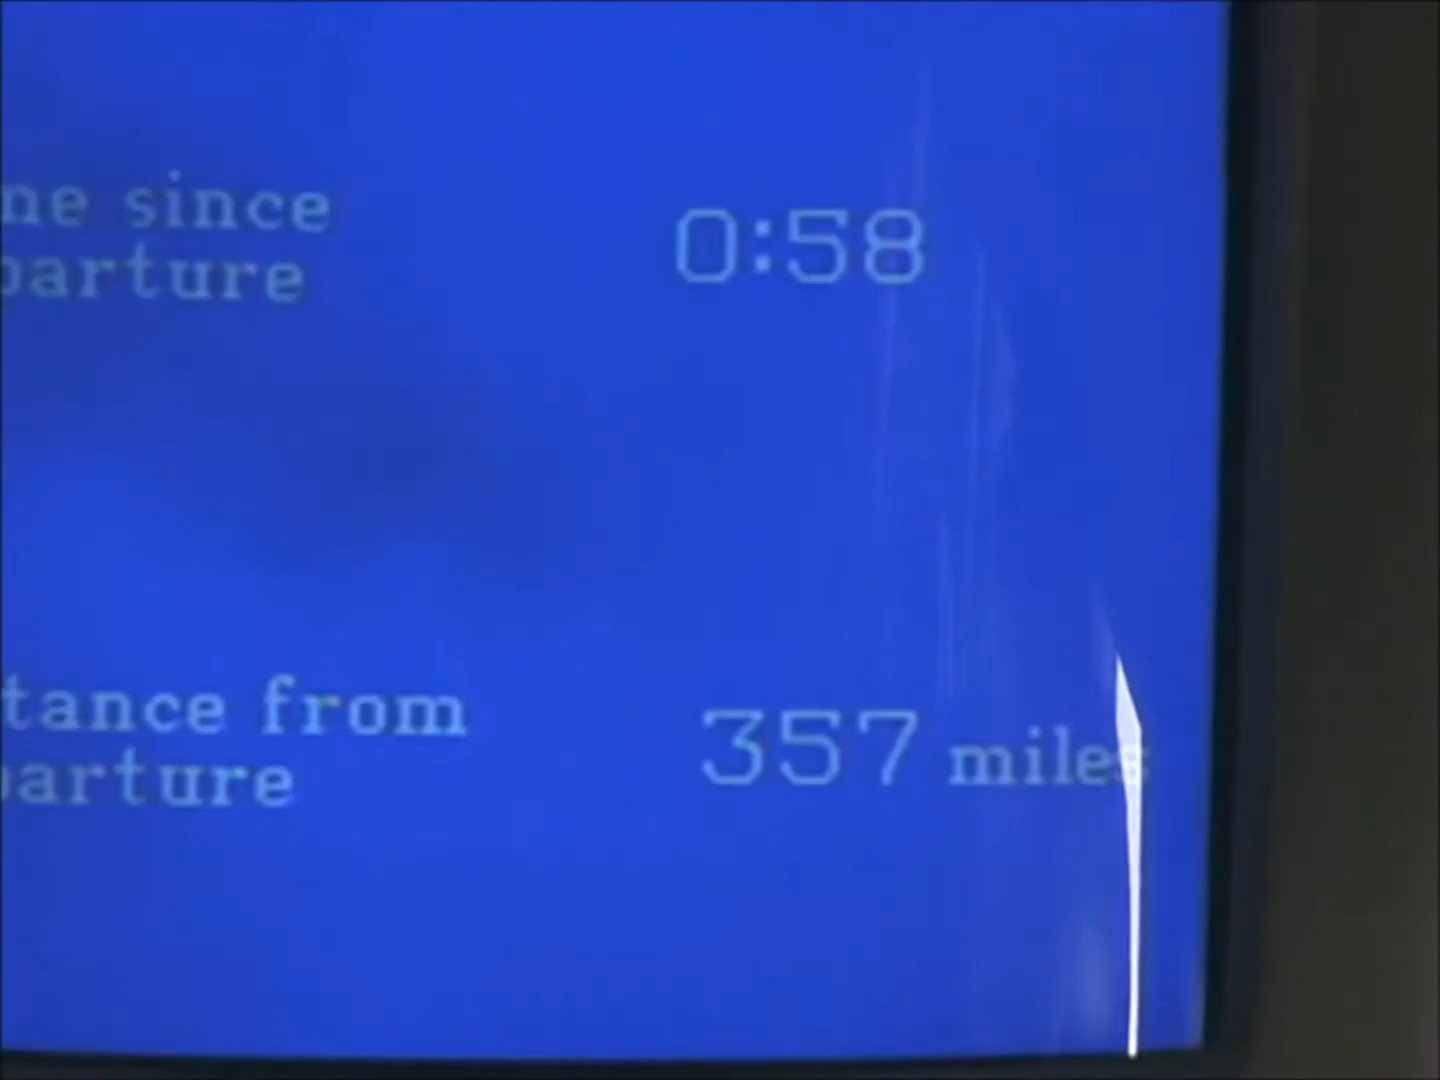 ne since
parture
0:58
tance from
parture
357 miles